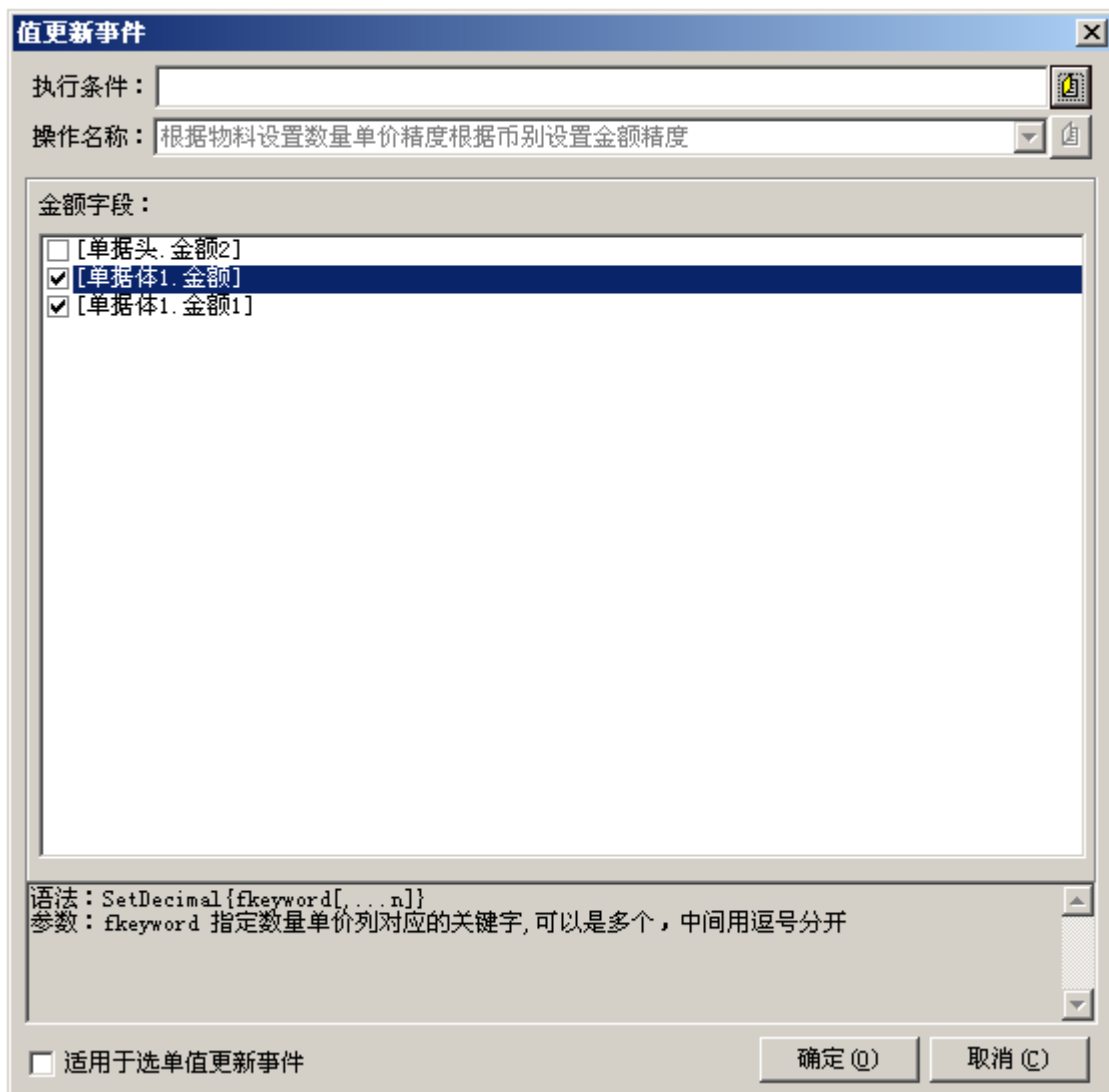 值更新事件
执行条件：
操作名称：根据物料设置数量单价精度根据币别设置金额精度
金额字段：
[单据头.金额2]
[单据体1.金额]
[单据体1.金额1]
语法：SetDecimal{fkeyword[,...n]}
参数：fkeyword 指定数量单价列对应的关键字,可以是多个，中间用逗号分开
适用于选单值更新事件
确定(O)
取消(C)